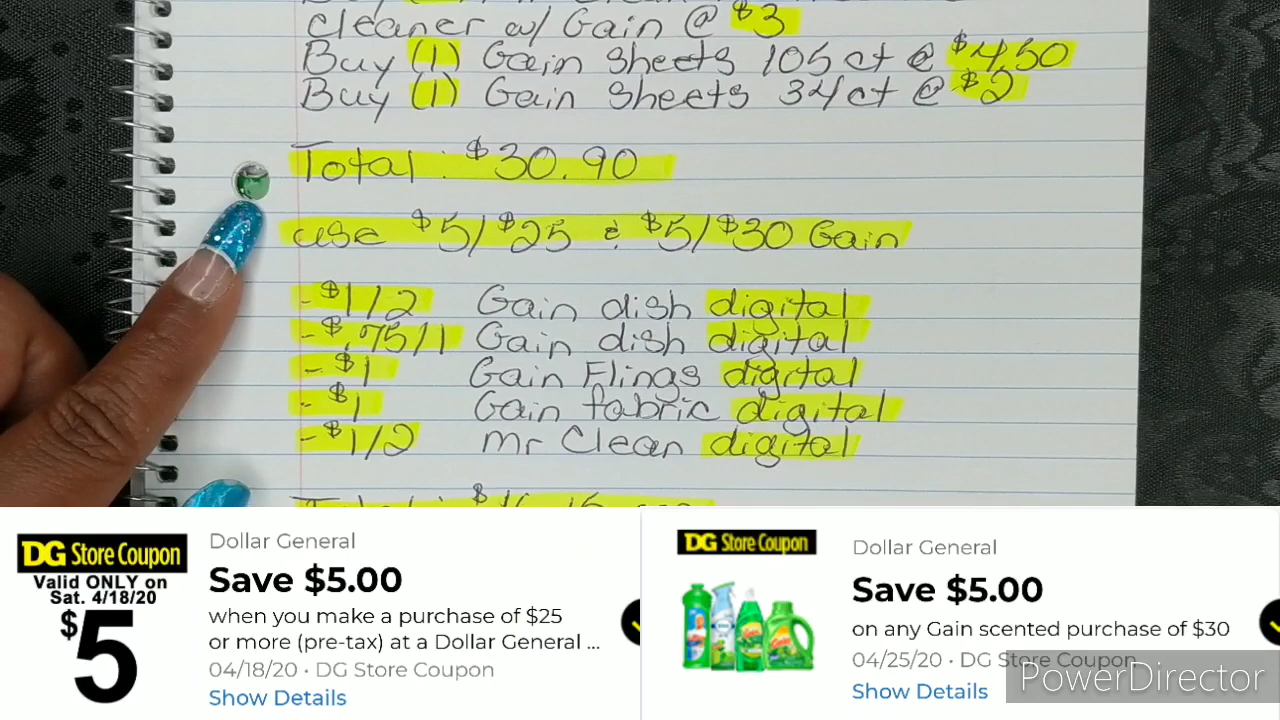 cleaner w/ Gain @ $3
Buy (1) Gain sheets 105 ct @ $4.50
Buy (1) Gain sheets 34 ct @ $2
Total : $30.90
use $5/$25 & $5/$30 Gain
- $1/2 Gain dish digital
- $.75/1 Gain dish digital
- $1 Gain Flings digital
- $1 Gain fabric digital
- $1/2 Mr Clean digital
DG Store Coupon
Valid ONLY on
Sat. 4/18/20
$5
Dollar General
Save $5.00
when you make a purchase of $25
or more (pre-tax) at a Dollar General ...
04/18/20 · DG Store Coupon
Show Details
DG Store Coupon
Dollar General
Save $5.00
on any Gain scented purchase of $30
04/25/20 · DG Store Coupon
Show Details
PowerDirector